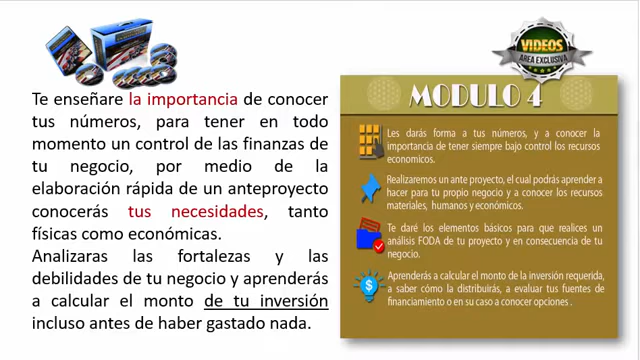 Te enseñare la importancia de conocer
tus números, para tener en todo
momento un control de las finanzas de
tu negocio, por medio de la
elaboración rápida de un anteproyecto
conocerás tus necesidades, tanto
físicas como económicas.
Analizaras las fortalezas y las
debilidades de tu negocio y aprenderás
a calcular el monto de tu inversión
incluso antes de haber gastado nada.
VIDEOS
AREA EXCLUSIVA
MODULO 4
Les darás forma a tus números, y a conocer la
importancia de tener siempre bajo control los recursos
economicos.
Realizaremos un ante proyecto, el cual podrás aprender a
hacer para tu propio negocio y a conocer los recursos
materiales, humanos y económicos.
Te daré los elementos básicos para que realices un
análisis FODA de tu proyecto y en consecuencia de tu
negocio.
Aprenderás a calcular el monto de la inversión requerida,
a saber cómo la distribuirás, a evaluar tus fuentes de
financiamiento o en su caso a conocer opciones .